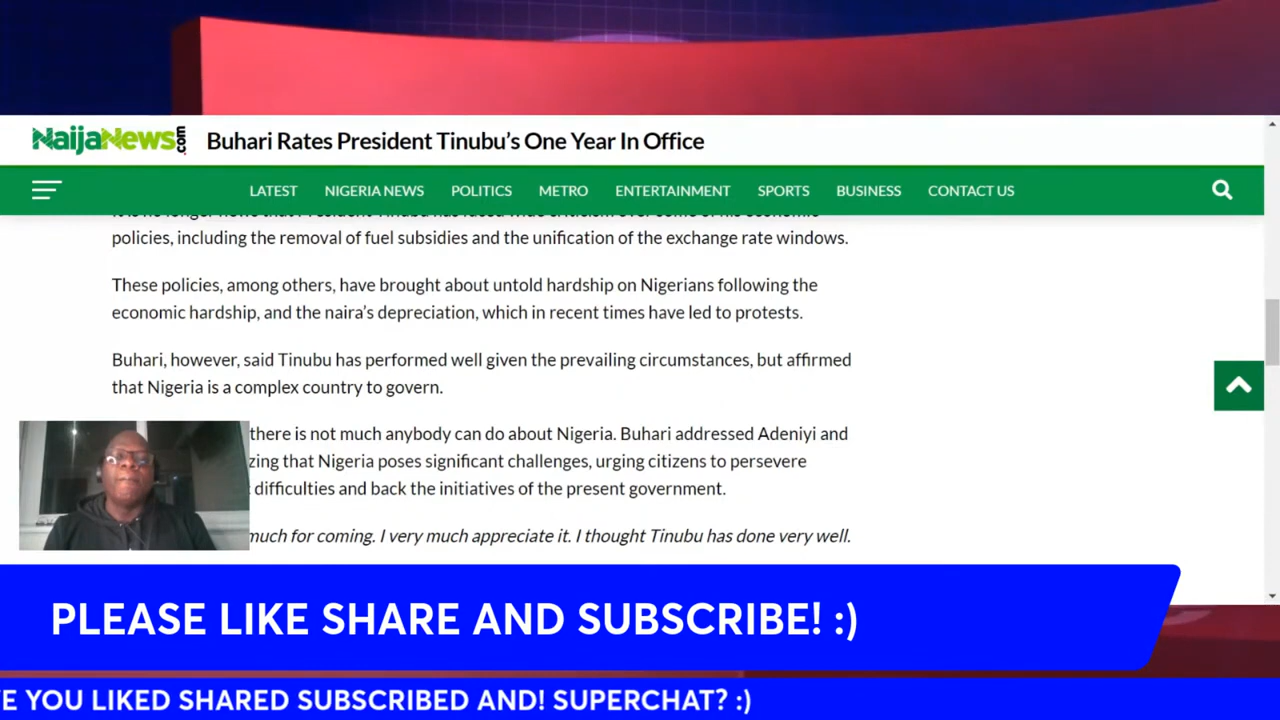 NaijaNews.com
Buhari Rates President Tinubu's One Year In Office
LATEST NIGERIA NEWS POLITICS METRO ENTERTAINMENT SPORTS BUSINESS CONTACT US
policies, including the removal of fuel subsidies and the unification of the exchange rate windows.
These policies, among others, have brought about untold hardship on Nigerians following the
economic hardship, and the naira's depreciation, which in recent times have led to protests.
Buhari, however, said Tinubu has performed well given the prevailing circumstances, but affirmed
that Nigeria is a complex country to govern.
there is not much anybody can do about Nigeria. Buhari addressed Adeniyi and
zing that Nigeria poses significant challenges, urging citizens to persevere
difficulties and back the initiatives of the present government.
much for coming. I very much appreciate it. I thought Tinubu has done very well.
PLEASE LIKE SHARE AND SUBSCRIBE! :)
E YOU LIKED SHARED SUBSCRIBED AND! SUPERCHAT? :)